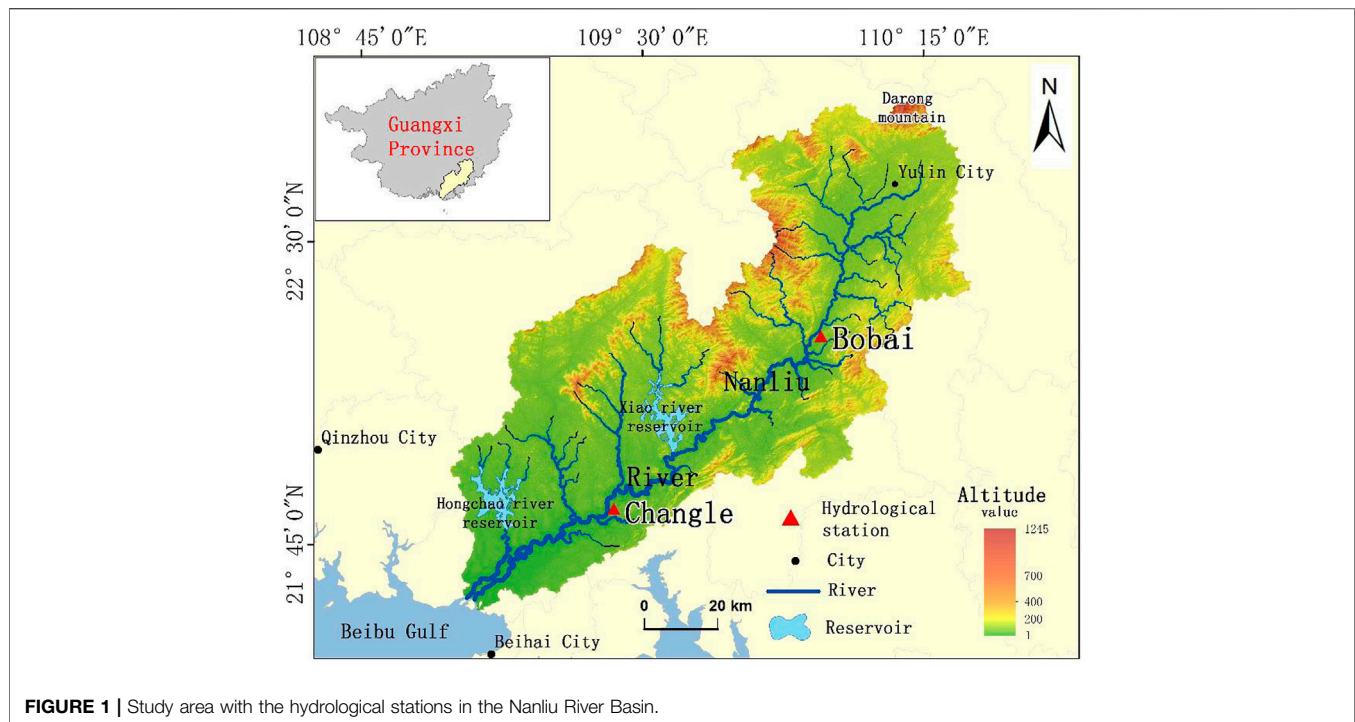 108° 45′0″E
109° 30′0″E
110° 15′0″E
22° 30′0″N
21° 45′0″N
Guangxi
Province
N
Darong
mountain
Yulin City
Bobai
Nanliu
Xiao river
reservoir
Qinzhou City
River
Hongchao river
reservoir
Changle
Beibu Gulf
Beihai City
0 20 km
Hydrological
station
City
River
Reservoir
Altitude
value
1245
700
400
200
1
FIGURE 1 | Study area with the hydrological stations in the Nanliu River Basin.